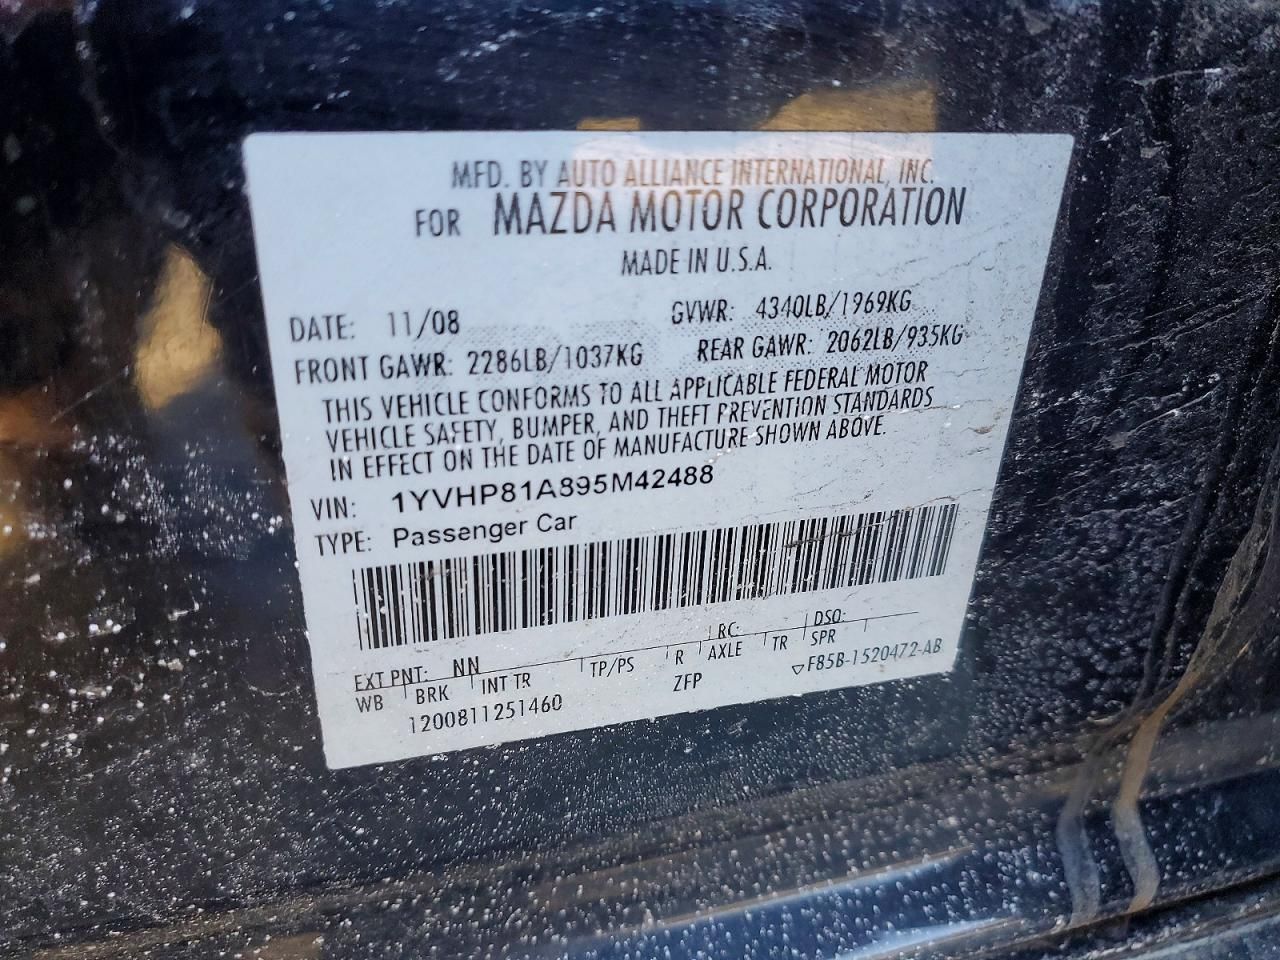 MFD. BY AUTO ALLIANCE INTERNATIONAL, INC.
FOR MAZDA MOTOR CORPORATION
MADE IN U.S.A.
DATE: 11/08 GVWR: 4340LB/1969KG
FRONT GAWR: 2286LB/1037KG REAR GAWR: 2062LB/935KG
THIS VEHICLE CONFORMS TO ALL APPLICABLE FEDERAL MOTOR
VEHICLE SAFETY, BUMPER, AND THEFT PREVENTION STANDARDS
IN EFFECT ON THE DATE OF MANUFACTURE SHOWN ABOVE.
VIN: 1YVHP81A895M42488
TYPE: Passenger Car
EXT PNT: NN RC: DSO:
WB BRK INT TR TP/PS R AXLE TR SPR
1200811251460 ZFP ▽F85B-1520472-AB